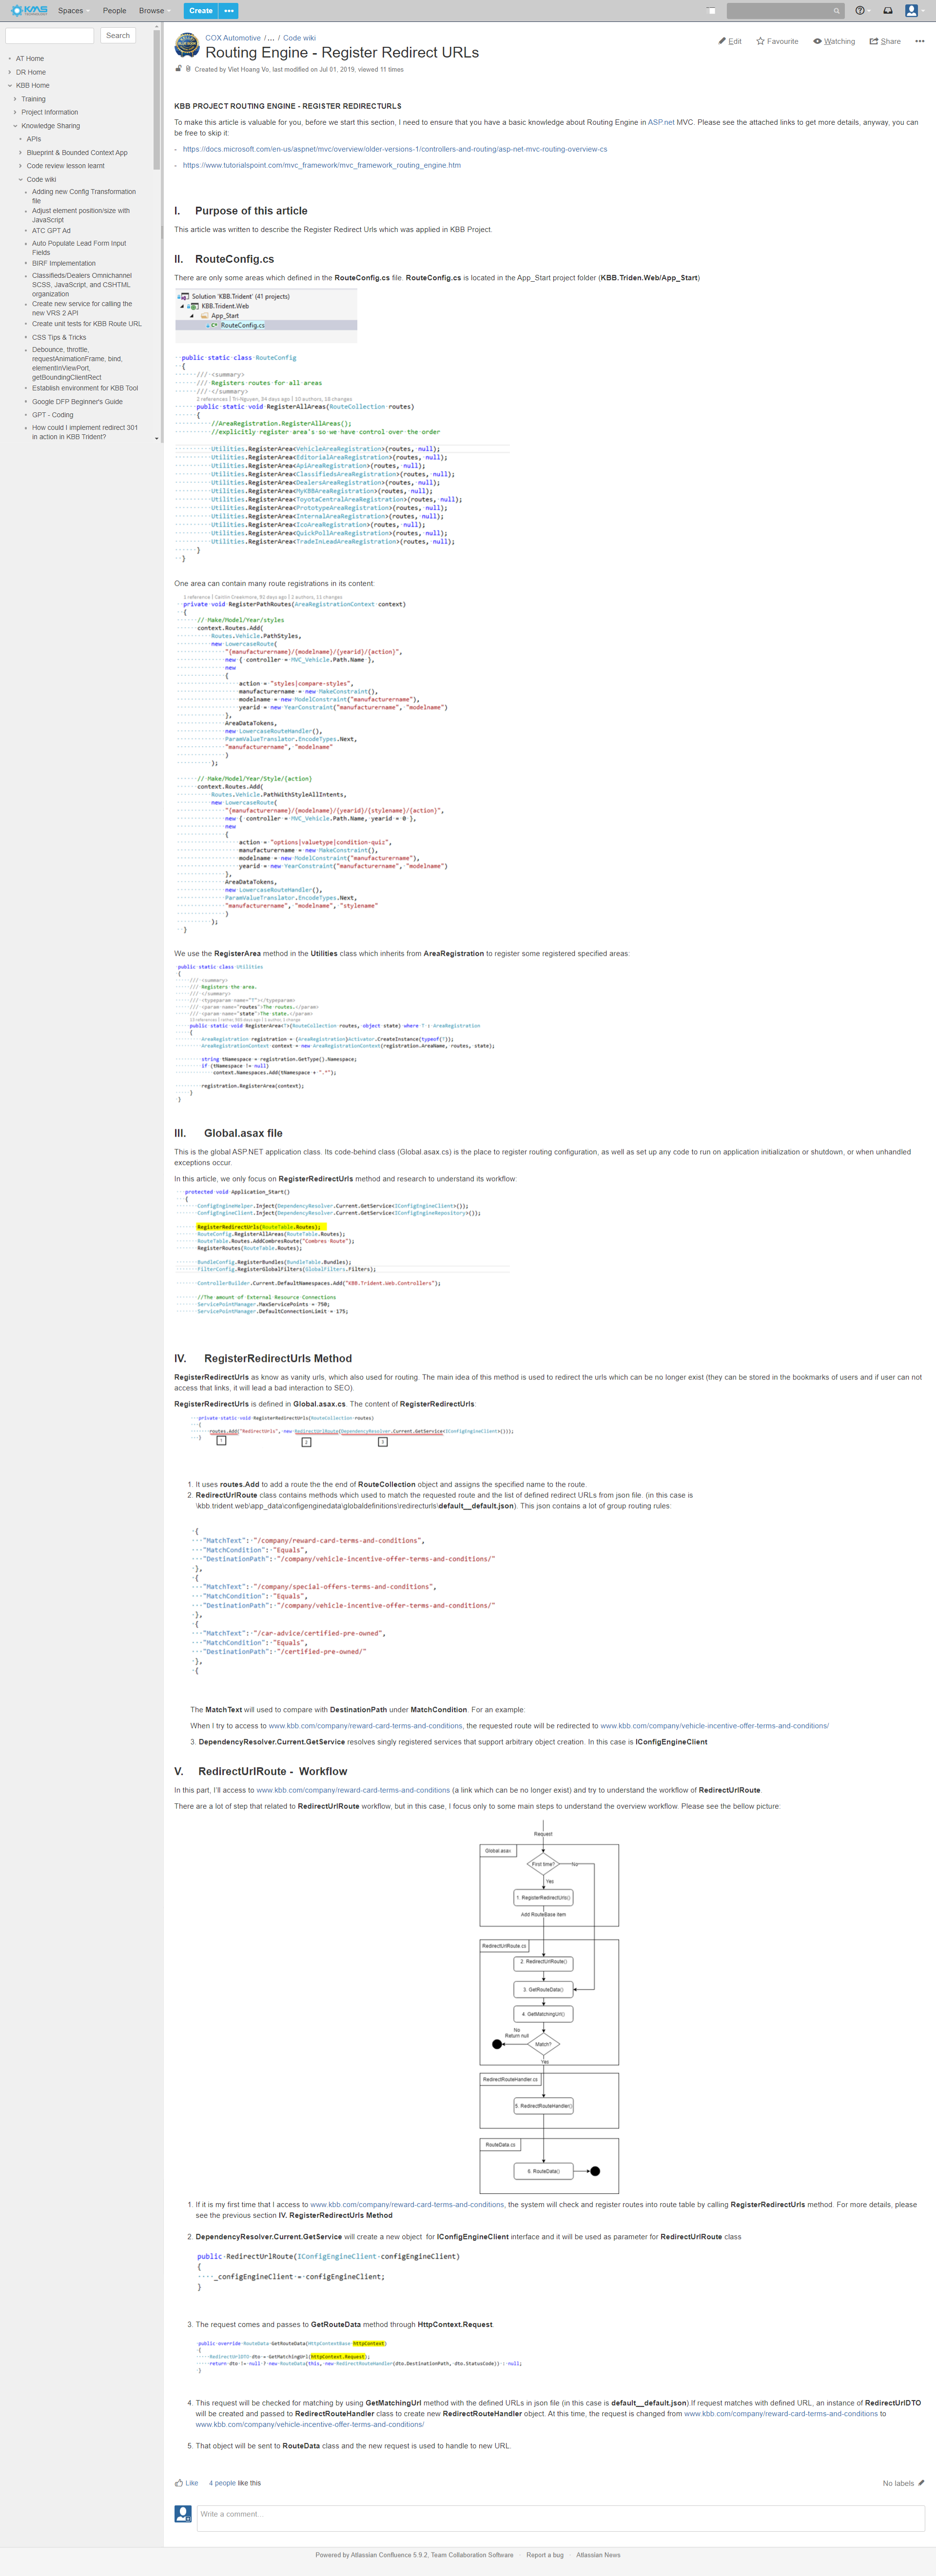 KMS TECHNOLOGY Spaces People Browse Create •••
Search
AT Home
DR Home
KBB Home
Training
Project Information
Knowledge Sharing
APIs
Blueprint & Bounded Context App
Code review lesson learnt
Code wiki
Adding new Config Transformation
file
Adjust element position/size with
JavaScript
ATC GPT Ad
Auto Populate Lead Form Input
Fields
BIRF Implementation
Classifieds/Dealers Omnichannel
SCSS, JavaScript, and CSHTML
organization
Create new service for calling the
new VRS 2 API
Create unit tests for KBB Route URL
CSS Tips & Tricks
Debounce, throttle,
requestAnimationFrame, bind,
elementInViewPort,
getBoundingClientRect
Establish environment for KBB Tool
Google DFP Beginner's Guide
GPT - Coding
How could I implement redirect 301
in action in KBB Trident?
COX Automotive /… / Code wiki
Routing Engine - Register Redirect URLs
Edit Favourite Watching Share •••
Created by Viet Hoang Vo, last modified on Jul 01, 2019, viewed 11 times
KBB PROJECT ROUTING ENGINE - REGISTER REDIRECTURLS
To make this article is valuable for you, before we start this section, I need to ensure that you have a basic knowledge about Routing Engine in ASP.net MVC. Please see the attached links to get more details, anyway, you can
be free to skip it:
- https://docs.microsoft.com/en-us/aspnet/mvc/overview/older-versions-1/controllers-and-routing/asp-net-mvc-routing-overview-cs
- https://www.tutorialspoint.com/mvc_framework/mvc_framework_routing_engine.htm
I. Purpose of this article
This article was written to describe the Register Redirect Urls which was applied in KBB Project.
II. RouteConfig.cs
There are only some areas which defined in the RouteConfig.cs file. RouteConfig.cs is located in the App_Start project folder (KBB.Triden.Web/App_Start)
Solution 'KBB.Trident' (41 projects)
KBB.Trident.Web
App_Start
RouteConfig.cs
public static class RouteConfig
{
/// <summary>
/// Registers routes for all areas
/// </summary>
2 references | Tri-Nguyen, 34 days ago | 10 authors, 18 changes
public static void RegisterAllAreas(RouteCollection routes)
{
//AreaRegistration.RegisterAllAreas();
//explicitly register area's so we have control over the order
Utilities.RegisterArea<VehicleAreaRegistration>(routes, null);
Utilities.RegisterArea<EditorialAreaRegistration>(routes, null);
Utilities.RegisterArea<ApiAreaRegistration>(routes, null);
Utilities.RegisterArea<ClassifiedsAreaRegistration>(routes, null);
Utilities.RegisterArea<DealersAreaRegistration>(routes, null);
Utilities.RegisterArea<MyKBBAreaRegistration>(routes, null);
Utilities.RegisterArea<ToyotaCentralAreaRegistration>(routes, null);
Utilities.RegisterArea<PrototypeAreaRegistration>(routes, null);
Utilities.RegisterArea<InternalAreaRegistration>(routes, null);
Utilities.RegisterArea<IcoAreaRegistration>(routes, null);
Utilities.RegisterArea<QuickPollAreaRegistration>(routes, null);
Utilities.RegisterArea<TradeInLeadAreaRegistration>(routes, null);
}
}
One area can contain many route registrations in its content:
1 reference | Caitlin Creakmore, 92 days ago | 2 authors, 11 changes
private void RegisterPathRoutes(AreaRegistrationContext context)
{
// Make/Model/Year/styles
context.Routes.Add(
Routes.Vehicle.PathStyles,
new LowercaseRoute(
"{manufacturername}/{modelname}/{yearid}/{action}",
new { controller = MVC_Vehicle.Path.Name },
new
{
action = "styles|compare-styles",
manufacturername = new MakeConstraint(),
modelname = new ModelConstraint("manufacturername"),
yearid = new YearConstraint("manufacturername", "modelname")
},
AreaDataTokens,
new LowercaseRouteHandler(),
ParamValueTranslator.EncodeTypes.Next,
"manufacturername", "modelname"
)
);
// Make/Model/Year/Style/{action}
context.Routes.Add(
Routes.Vehicle.PathWithStyleAllIntents,
new LowercaseRoute(
"{manufacturername}/{modelname}/{yearid}/{stylename}/{action}",
new { controller = MVC_Vehicle.Path.Name, yearid = 0 },
new
{
action = "options|valuetype|condition-quiz",
manufacturername = new MakeConstraint(),
modelname = new ModelConstraint("manufacturername"),
yearid = new YearConstraint("manufacturername", "modelname")
},
AreaDataTokens,
new LowercaseRouteHandler(),
ParamValueTranslator.EncodeTypes.Next,
"manufacturername", "modelname", "stylename"
)
);
}
We use the RegisterArea method in the Utilities class which inherits from AreaRegistration to register some registered specified areas:
public static class Utilities
{
/// <summary>
/// Registers the area.
/// </summary>
/// <typeparam name="T"></typeparam>
/// <param name="routes">The routes.</param>
/// <param name="state">The state.</param>
public static void RegisterArea<T>(RouteCollection routes, object state) where T : AreaRegistration
{
AreaRegistration registration = (AreaRegistration)Activator.CreateInstance(typeof(T));
AreaRegistrationContext context = new AreaRegistrationContext(registration.AreaName, routes, state);
string tNamespace = registration.GetType().Namespace;
if (tNamespace != null)
context.Namespaces.Add(tNamespace + ".*");
registration.RegisterArea(context);
}
}
III. Global.asax file
This is the global ASP.NET application class. Its code-behind class (Global.asax.cs) is the place to register routing configuration, as well as set up any code to run on application initialization or shutdown, or when unhandled
exceptions occur.
In this article, we only focus on RegisterRedirectUrls method and research to understand its workflow:
protected void Application_Start()
{
ConfigEngineHelper.Inject(DependencyResolver.Current.GetService<IConfigEngineClient>());
ConfigEngineClient.Inject(DependencyResolver.Current.GetService<IConfigEngineRepository>());
RegisterRedirectUrls(RouteTable.Routes);
RouteConfig.RegisterAllAreas(RouteTable.Routes);
RouteTable.Routes.AddCombresRoute("Combres Route");
RegisterRoutes(RouteTable.Routes);
BundleConfig.RegisterBundles(BundleTable.Bundles);
FilterConfig.RegisterGlobalFilters(GlobalFilters.Filters);
ControllerBuilder.Current.DefaultNamespaces.Add("KBB.Trident.Web.Controllers");
//The amount of External Resource Connections
ServicePointManager.MaxServicePoints = 750;
ServicePointManager.DefaultConnectionLimit = 175;
IV. RegisterRedirectUrls Method
RegisterRedirectUrls as know as vanity urls, which also used for routing. The main idea of this method is used to redirect the urls which can be no longer exist (they can be stored in the bookmarks of users and if user can not
access that links, it will lead a bad interaction to SEO).
RegisterRedirectUrls is defined in Global.asax.cs. The content of RegisterRedirectUrls:
private static void RegisterRedirectUrls(RouteCollection routes)
{
routes.Add("RedirectUrls", new RedirectUrlRoute(DependencyResolver.Current.GetService<IConfigEngineClient>()));
}
1 2 3
1. It uses routes.Add to add a route the the end of RouteCollection object and assigns the specified name to the route.
2. RedirectUrlRoute class contains methods which used to match the requested route and the list of defined redirect URLs from json file. (in this case is
\kbb.trident.web\app_data\configenginedata\globaldefinitions\redirecturls\default__default.json). This json contains a lot of group routing rules:
{
"MatchText": "/company/reward-card-terms-and-conditions",
"MatchCondition": "Equals",
"DestinationPath": "/company/vehicle-incentive-offer-terms-and-conditions/"
},
{
"MatchText": "/company/special-offers-terms-and-conditions",
"MatchCondition": "Equals",
"DestinationPath": "/company/vehicle-incentive-offer-terms-and-conditions/"
},
{
"MatchText": "/car-advice/certified-pre-owned",
"MatchCondition": "Equals",
"DestinationPath": "/certified-pre-owned/"
},
{
The MatchText will used to compare with DestinationPath under MatchCondition. For an example:
When I try to access to www.kbb.com/company/reward-card-terms-and-conditions, the requested route will be redirected to www.kbb.com/company/vehicle-incentive-offer-terms-and-conditions/
3. DependencyResolver.Current.GetService resolves singly registered services that support arbitrary object creation. In this case is IConfigEngineClient
V. RedirectUrlRoute - Workflow
In this part, I'll access to www.kbb.com/company/reward-card-terms-and-conditions (a link which can be no longer exist) and try to understand the workflow of RedirectUrlRoute.
There are a lot of step that related to RedirectUrlRoute workflow, but in this case, I focus only to some main steps to understand the overview workflow. Please see the bellow picture:
Request
Global.asax
First time?
No
Yes
1. RegisterRedirectUrls()
Add RouteBase item
RedirectUrlRoute.cs
2. RedirectUrlRoute()
3. GetRouteData()
4. GetMatchingUrl()
No
Return null
Match?
Yes
RedirectRouteHandler.cs
5. RedirectRouteHandler()
RouteData.cs
6. RouteData()
1. If it is my first time that I access to www.kbb.com/company/reward-card-terms-and-conditions, the system will check and register routes into route table by calling RegisterRedirectUrls method. For more details, please
see the previous section IV. RegisterRedirectUrls Method
2. DependencyResolver.Current.GetService will create a new object for IConfigEngineClient interface and it will be used as parameter for RedirectUrlRoute class
public RedirectUrlRoute(IConfigEngineClient configEngineClient)
{
_configEngineClient = configEngineClient;
}
3. The request comes and passes to GetRouteData method through HttpContext.Request
public override RouteData GetRouteData(HttpContextBase httpContext)
{
RedirectUrlDTO dto = GetMatchingUrl(httpContext.Request);
return dto != null ? new RouteData(this, new RedirectRouteHandler(dto.DestinationPath, dto.StatusCode)) : null;
}
4. This request will be checked for matching by using GetMatchingUrl method with the defined URLs in json file (in this case is default__default.json).If request matches with defined URL, an instance of RedirectUrlDTO
will be created and passed to RedirectRouteHandler class to create new RedirectRouteHandler object. At this time, the request is changed from www.kbb.com/company/reward-card-terms-and-conditions to
www.kbb.com/company/vehicle-incentive-offer-terms-and-conditions/
5. That object will be sent to RouteData class and the new request is used to handle to new URL.
Like 4 people like this
No labels
Write a comment…
Powered by Atlassian Confluence 5.9.2, Team Collaboration Software · Report a bug · Atlassian News